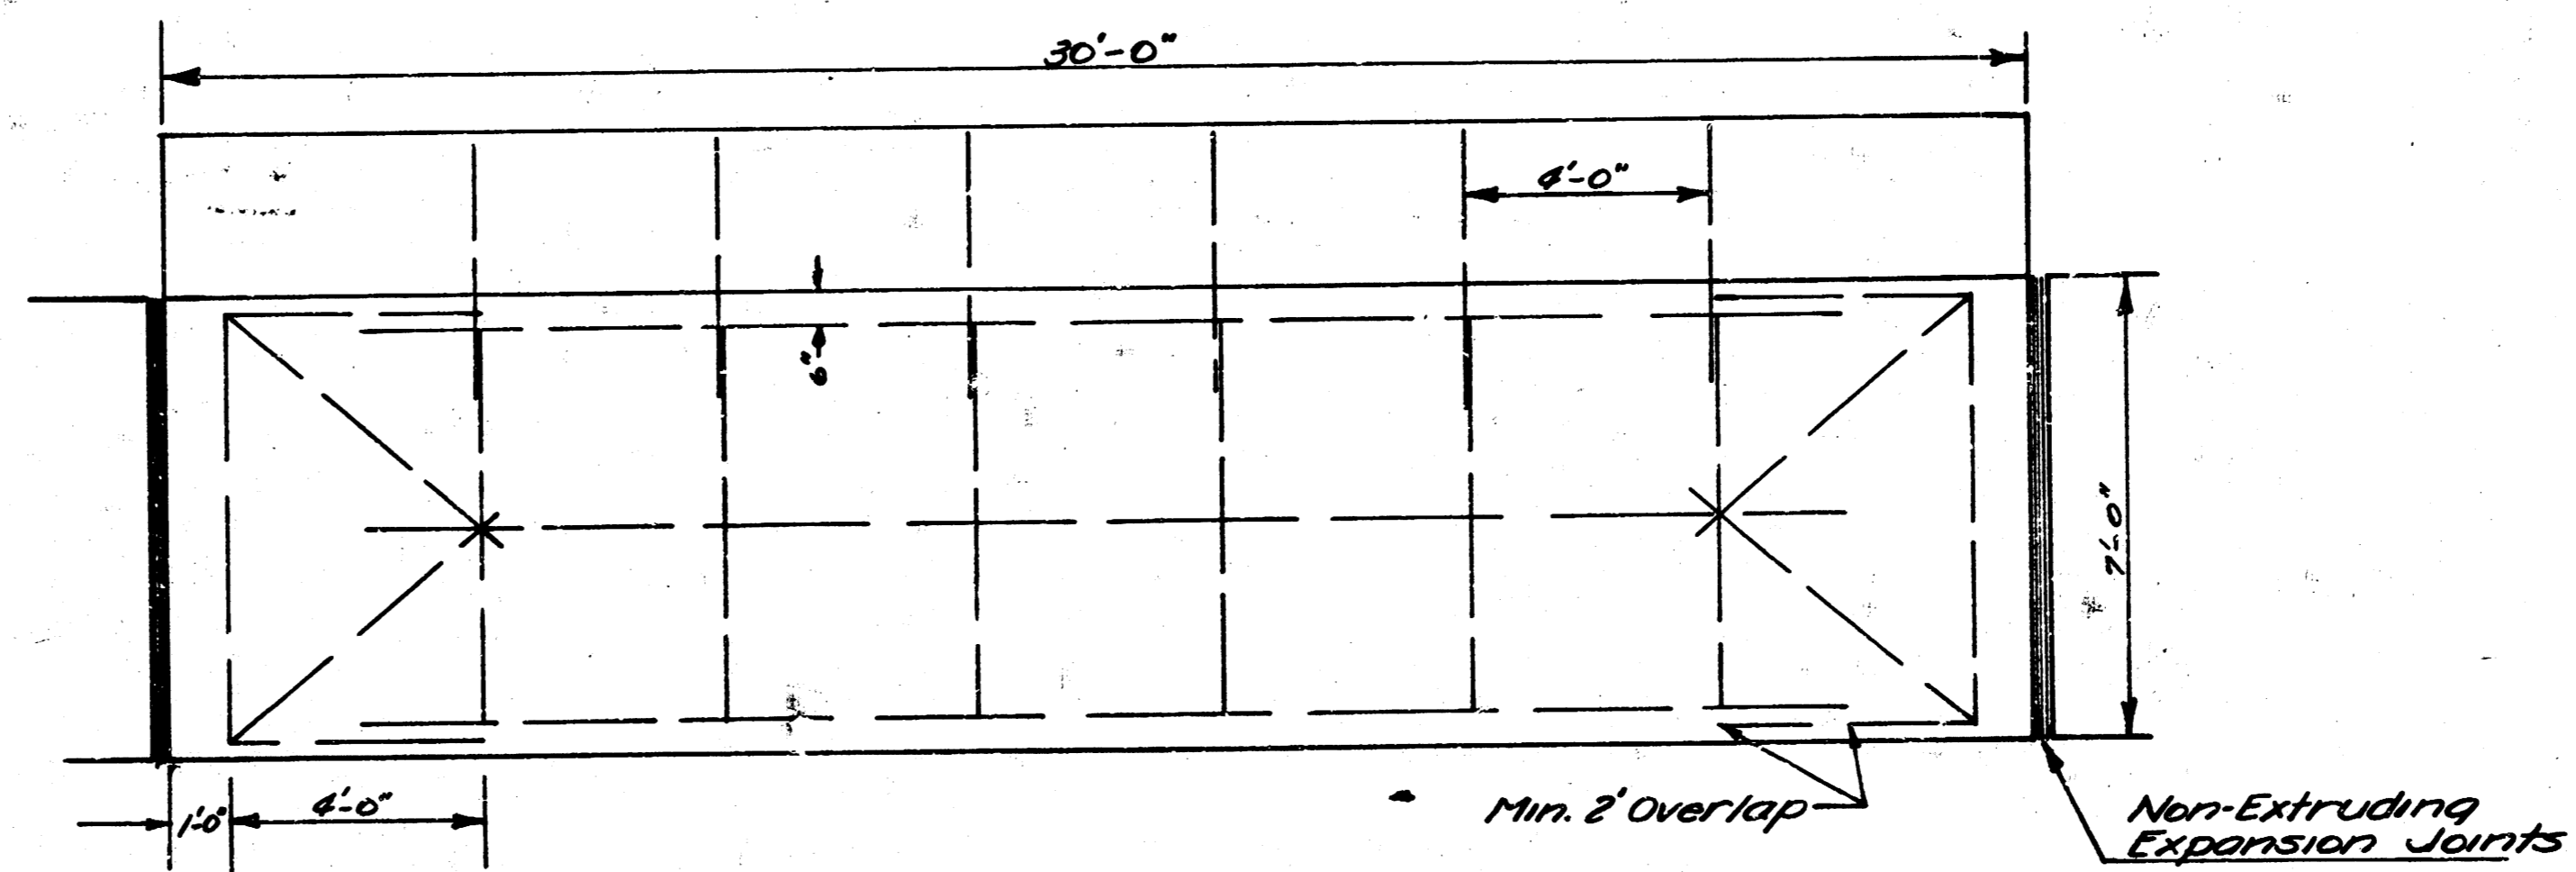 30'-0"
4'-0"
6"
7'-0"
1'-0"
4'-0"
Min. 2' Overlap
Non-Extruding
Expansion Joints